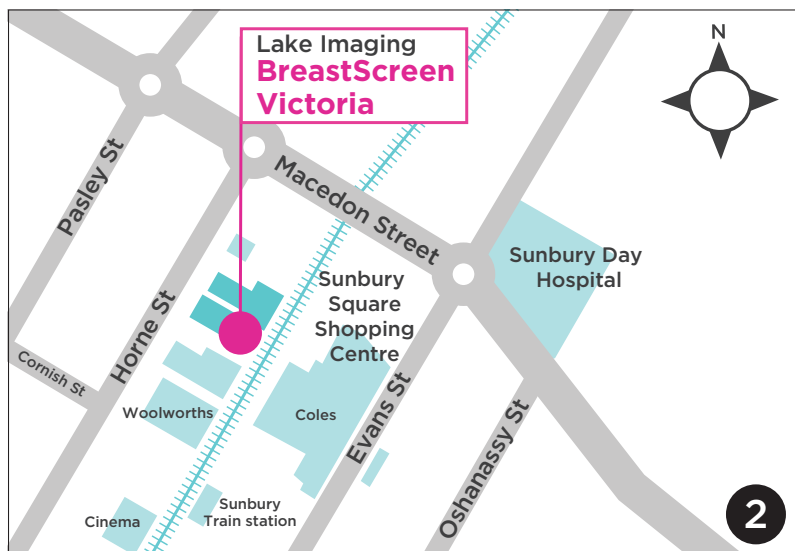 Lake Imaging
BreastScreen
Victoria
N
Pasley St
Macedon Street
Sunbury Day
Hospital
Sunbury
Square
Shopping
Centre
Horne St
Cornish St
Woolworths
Coles
Evans St
Oshanassy St
Cinema
Sunbury
Train station
2